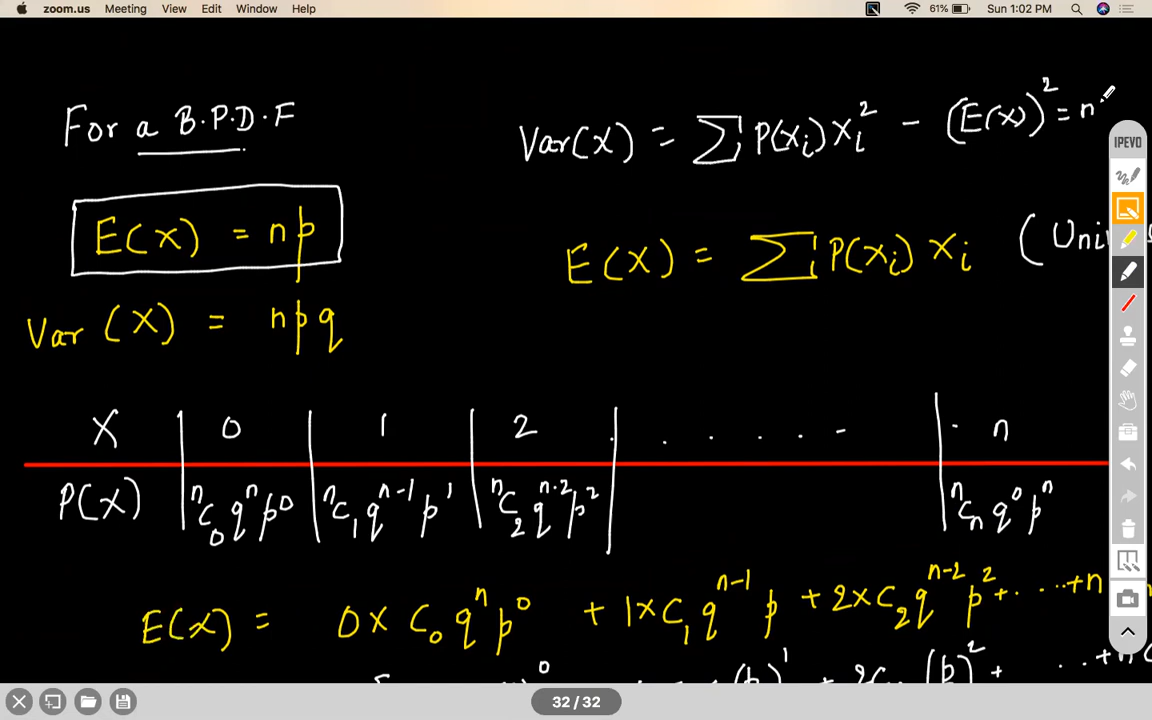 zoom.us Meeting View Edit Window Help 61% Sun 1:02 PM
For a B.P.D.F
Var(X) = ∑ P(xᵢ) xᵢ² - (E(x))² = n
IPEVO
E(X) = np
E(X) = ∑ P(xᵢ) xᵢ (Uni
Var (X) = npq
X 0 1 2 . . . . . - - n
P(X) ⁿC₀ qⁿ p⁰ ⁿC₁ qⁿ⁻¹ p¹ ⁿC₂ qⁿ⁻² p² ⁿCₙ q⁰ pⁿ
E(X) = 0 × C₀ qⁿ p⁰ + 1 × C₁ qⁿ⁻¹ p + 2 × C₂ qⁿ⁻² p² + . . . . + n
32 / 32